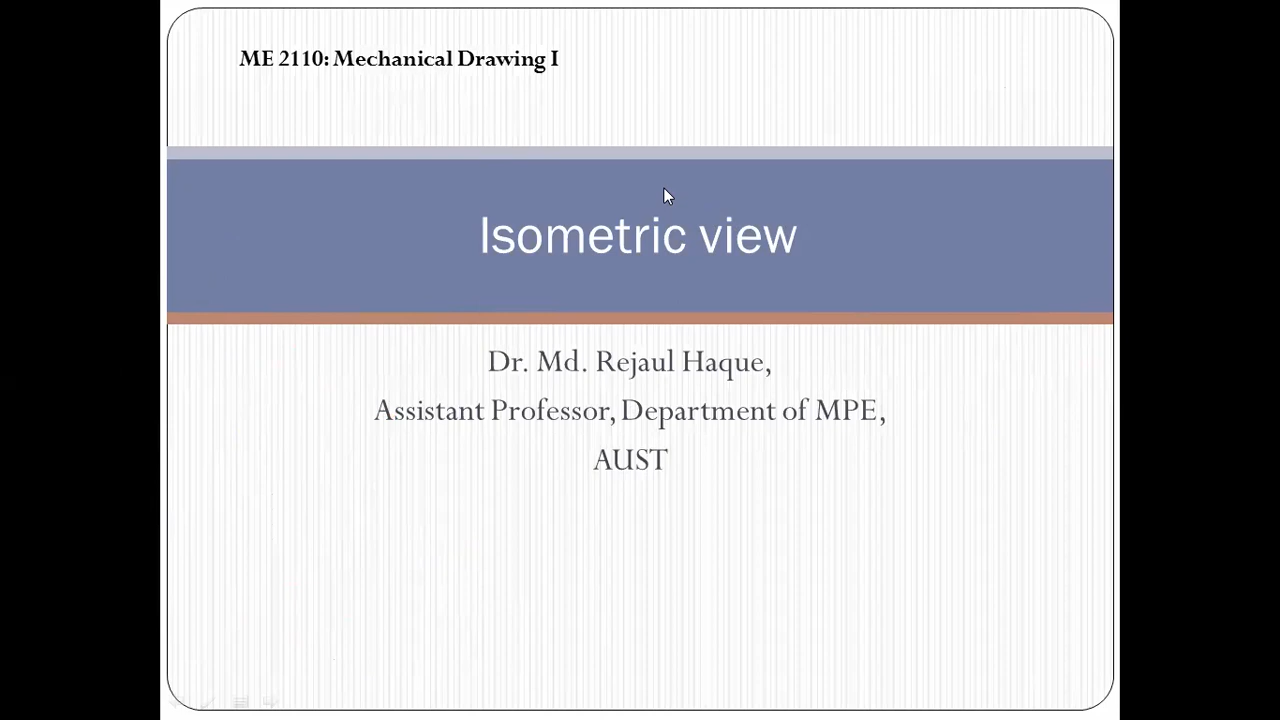 ME 2110: Mechanical Drawing I
Isometric view
Dr. Md. Rejaul Haque,
Assistant Professor, Department of MPE,
AUST